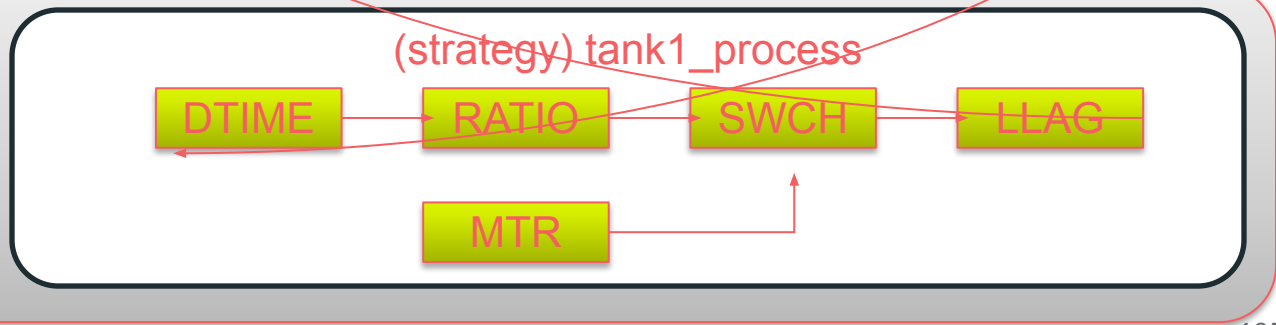 (strategy) tank1_process
DTIME
RATIO
SWCH
LLAG
MTR